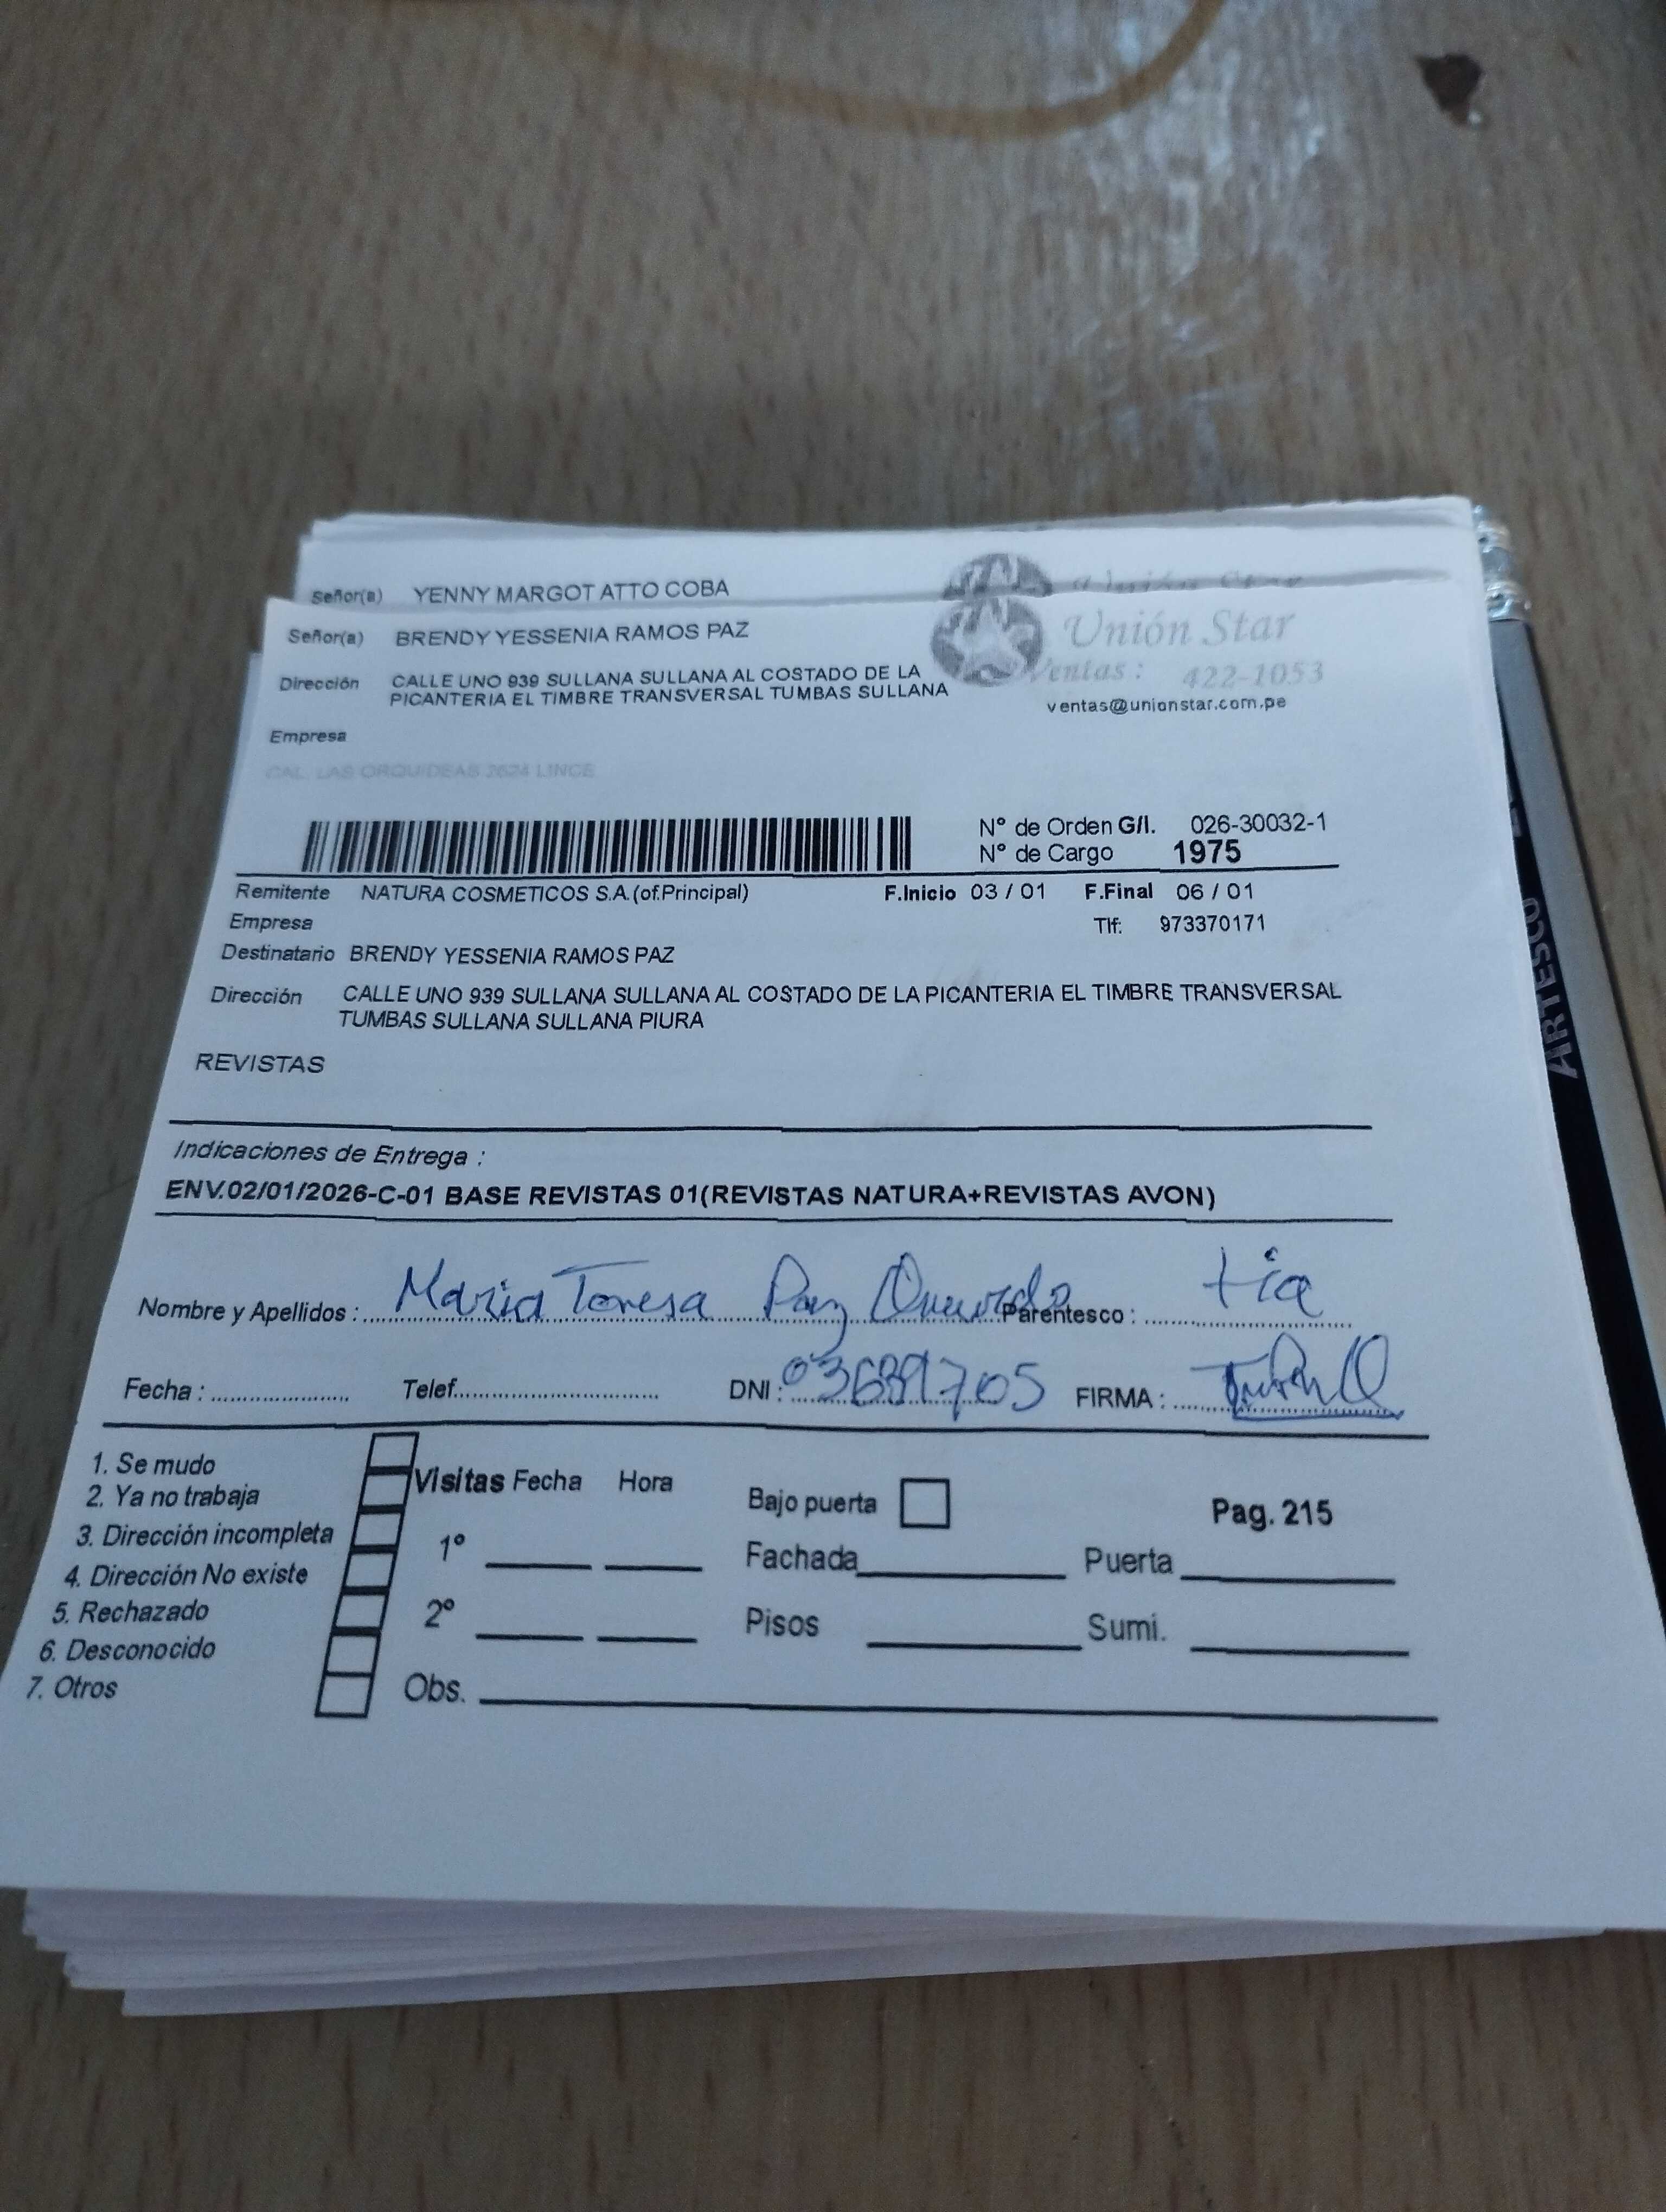 Señor(a) YENNY MARGOT ATTO COBA
Señor(a) BRENDY YESSENIA RAMOS PAZ
Unión Star
Dirección CALLE UNO 939 SULLANA SULLANA AL COSTADO DE LA
PICANTERIA EL TIMBRE TRANSVERSAL TUMBAS SULLANA
Ventas: 422-1053
ventas@unionstar.com.pe
Empresa
CAL. LAS ORQUIDEAS 2624 LINCE
Nº de Orden G/I. 026-30032-1
Nº de Cargo 1975
Remitente NATURA COSMETICOS S.A.(of.Principal) F.Inicio 03 / 01 F.Final 06 / 01
Empresa Tlf: 973370171
Destinatario BRENDY YESSENIA RAMOS PAZ
Dirección CALLE UNO 939 SULLANA SULLANA AL COSTADO DE LA PICANTERIA EL TIMBRE TRANSVERSAL
TUMBAS SULLANA SULLANA PIURA
REVISTAS
Indicaciones de Entrega :
ENV.02/01/2026-C-01 BASE REVISTAS 01(REVISTAS NATURA+REVISTAS AVON)
Nombre y Apellidos : Maria Teresa Paz Parentesco : tia
Fecha : Telef. DNI : FIRMA :
1. Se mudo
2. Ya no trabaja
3. Dirección incompleta
4. Dirección No existe
5. Rechazado
6. Desconocido
7. Otros
Visitas Fecha Hora
1º
2º
Obs.
Bajo puerta Pag. 215
Fachada Puerta
Pisos Sumi.
ARTESCO